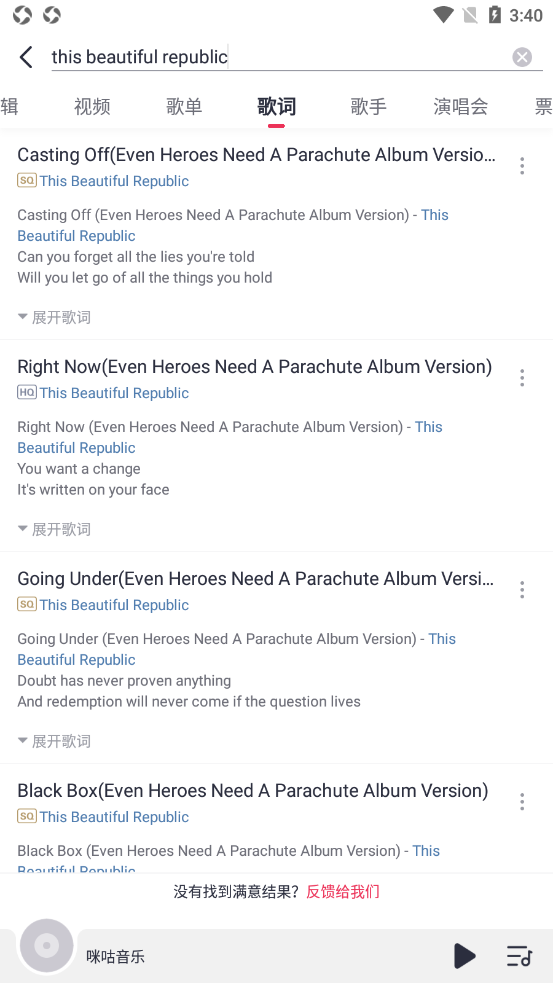 3:40
this beautiful republic
辑 视频 歌单 歌词 歌手 演唱会 票
Casting Off(Even Heroes Need A Parachute Album Versio...
SQ This Beautiful Republic
Casting Off (Even Heroes Need A Parachute Album Version) - This
Beautiful Republic
Can you forget all the lies you're told
Will you let go of all the things you hold
展开歌词
Right Now(Even Heroes Need A Parachute Album Version)
HQ This Beautiful Republic
Right Now (Even Heroes Need A Parachute Album Version) - This
Beautiful Republic
You want a change
It's written on your face
展开歌词
Going Under(Even Heroes Need A Parachute Album Versi...
SQ This Beautiful Republic
Going Under (Even Heroes Need A Parachute Album Version) - This
Beautiful Republic
Doubt has never proven anything
And redemption will never come if the question lives
展开歌词
Black Box(Even Heroes Need A Parachute Album Version)
SQ This Beautiful Republic
Black Box (Even Heroes Need A Parachute Album Version) - This
Beautiful Republic
没有找到满意结果？反馈给我们
咪咕音乐